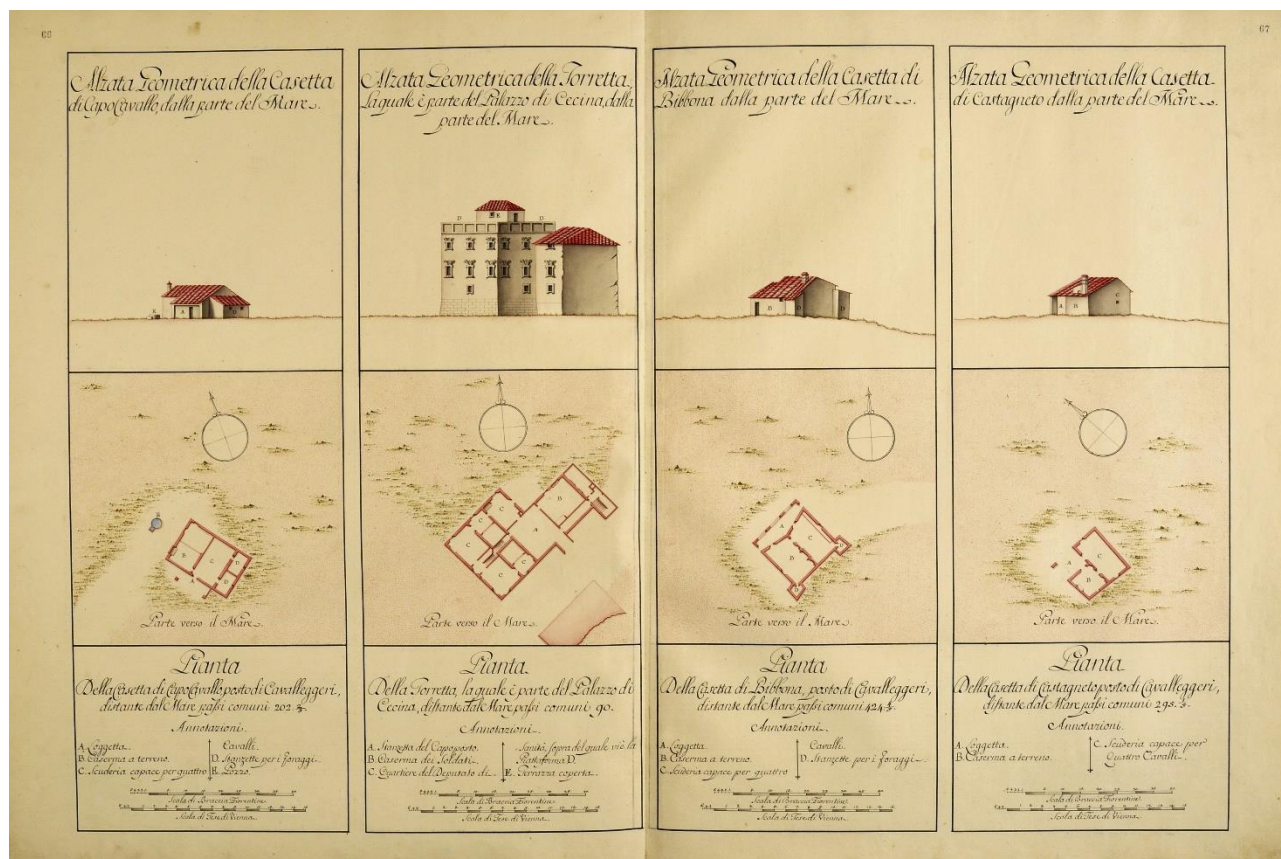 66
67
Alzata Geometrica della Casetta
di CapoCavallo, dalla parte del Mare.
D
A
Parte verso il Mare.
Pianta
Della Casetta di CapoCavallo posto di Cavalleggeri,
distante dal Mare passi comuni 202
Annotazioni.
A. Loggetta.
B. Caserma a terreno.
C. Scuderia capace per quattro
Cavalli.
D. Stanzette per i foraggi
E. Pozzo.
Scala di Braccia Fiorentine
Scala di Tese di Vienna.
Alzata Geometrica della Torretta,
la quale è parte del Palazzo di Cecina, dalla
parte del Mare.
D E D
B
A
C
Parte verso il Mare.
Pianta
Della Torretta, la quale è parte del Palazzo di
Cecina, distante dal Mare passi comuni 90.
Annotazioni.
A. Stanzetta del Capoposto.
B. Caserma dei Soldati.
C. Quartiere del Deputato di
Sanità, sopra del quale vi è la
Piattaforma D.
E. Terrazza coperta.
Scala di Braccia Fiorentine
Scala di Tese di Vienna.
Alzata Geometrica della Casetta di
Bibbona dalla parte del Mare.
B D D
A
C
B
Parte verso il Mare.
Pianta
Della Casetta di Bibbona, posto di Cavalleggeri,
distante dal Mare passi comuni 424
Annotazioni.
A. Loggetta
B. Caserma a terreno.
C. Scuderia capace per quattro
Cavalli.
D. Stanzette per i foraggi.
Scala di Braccia Fiorentine
Scala di Tese di Vienna.
Alzata Geometrica della Casetta
di Castagneto dalla parte del Mare.
A B C
C
A
B
Parte verso il Mare.
Pianta
Della Casetta di Castagneto posto di Cavalleggeri,
distante dal Mare passi comuni 298.
Annotazioni.
A. Loggetta.
B. Caserma a terreno.
C. Scuderia capace per
Quattro Cavalli.
Scala di Braccia Fiorentine
Scala di Tese di Vienna.